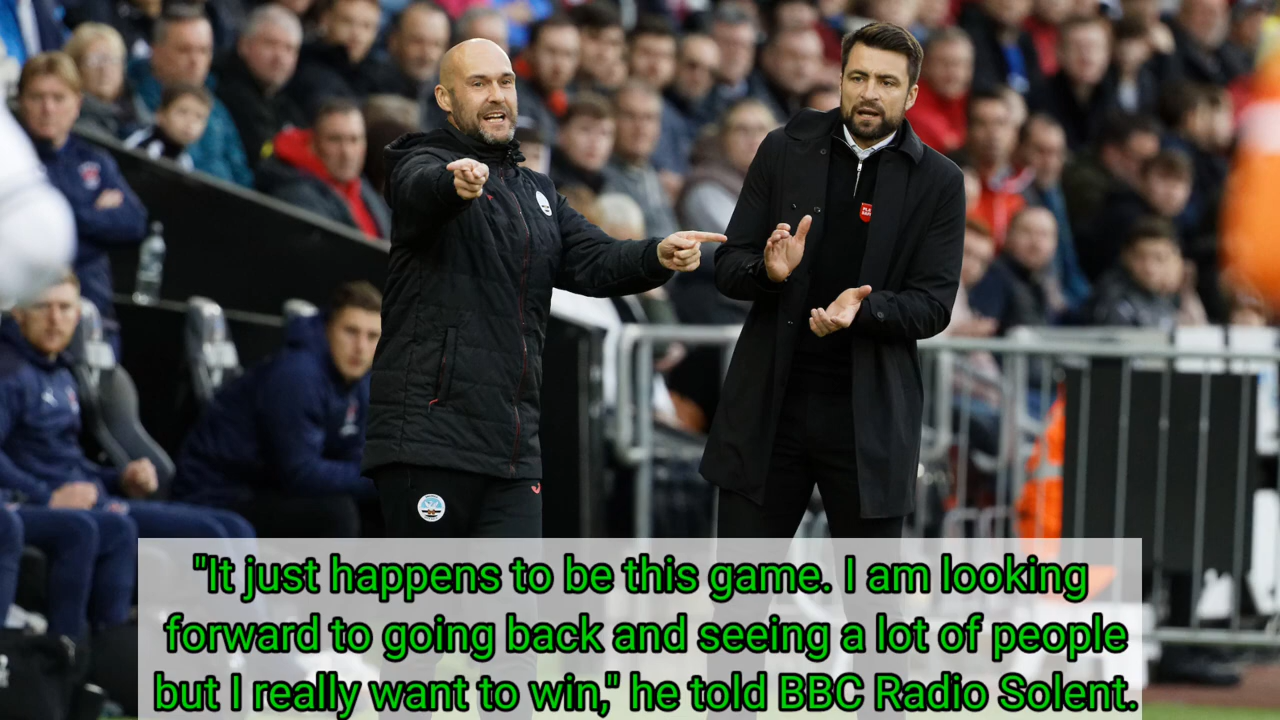 "It just happens to be this game. I am looking
forward to going back and seeing a lot of people
but I really want to win," he told BBC Radio Solent.